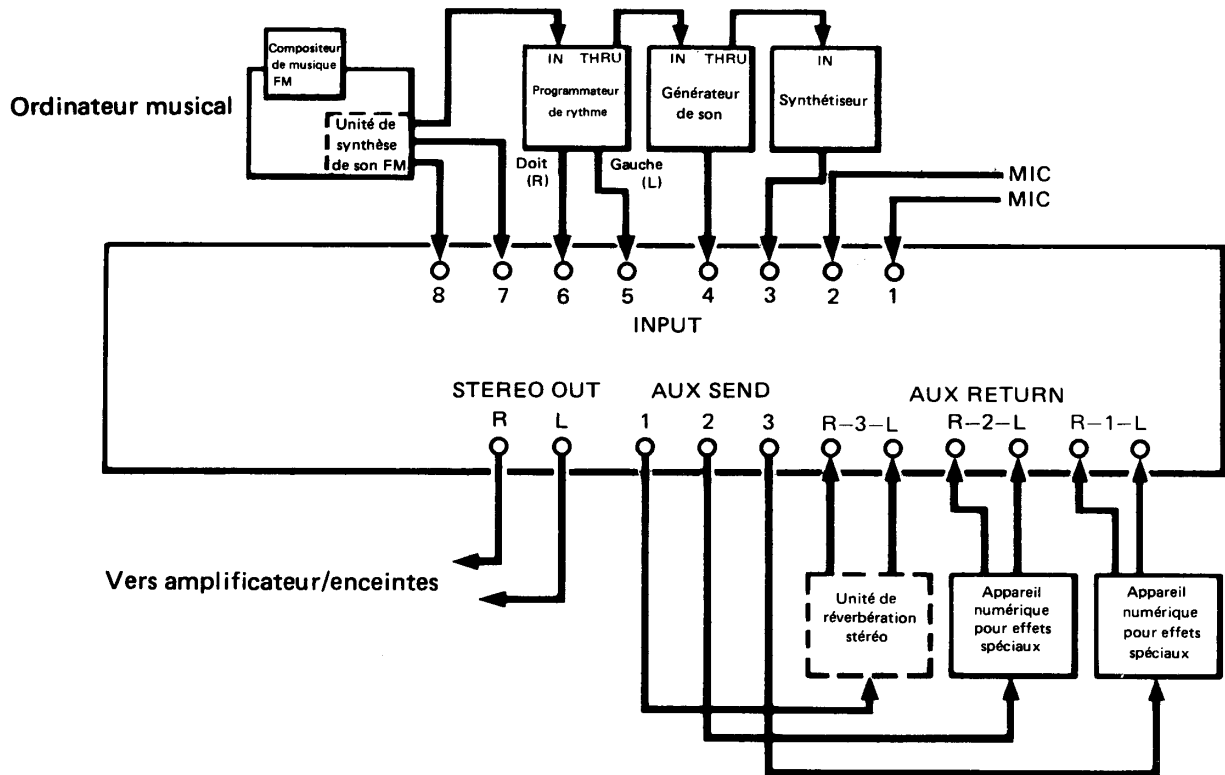 Compositeur
de musique
FM
Ordinateur musical
Unité de
synthèse
de son FM
IN THRU
Programmateur
de rythme
IN THRU
Générateur
de son
IN
Synthétiseur
Doit
(R)
Gauche
(L)
MIC
MIC
8 7 6 5 4 3 2 1
INPUT
STEREO OUT AUX SEND AUX RETURN
R L 1 2 3 R–3–L R–2–L R–1–L
Vers amplificateur/enceintes
Unité de
réverbération
stéréo
Appareil
numérique
pour effets
spéciaux
Appareil
numérique
pour effets
spéciaux